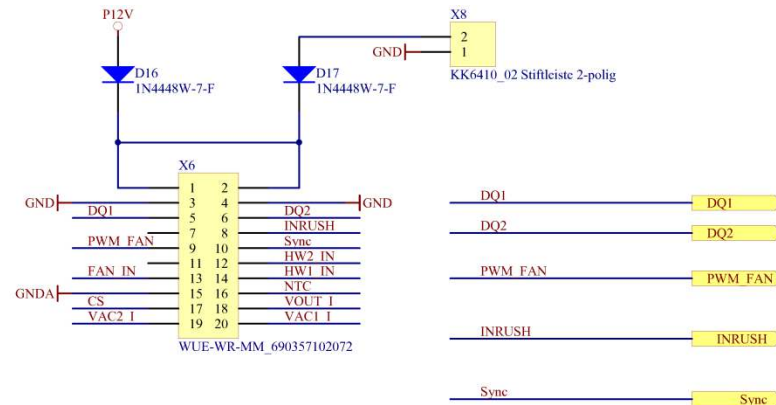 P12V
X8
2
GND 1
D16
1N4448W-7-F
D17
1N4448W-7-F
KK6410_02 Stiftleiste 2-polig
X6
1 2
GND 3 4 GND
DQ1 5 6 DQ2
7 8 INRUSH
PWM_FAN 9 10 Sync
11 12 HW2_IN
FAN_IN 13 14 HW1_IN
GNDA 15 16 NTC
CS 17 18 VOUT_I
VAC2_I 19 20 VAC1_I
WUE-WR-MM_690357102072
DQ1 DQ1
DQ2 DQ2
PWM_FAN PWM_FAN
INRUSH INRUSH
Sync Sync